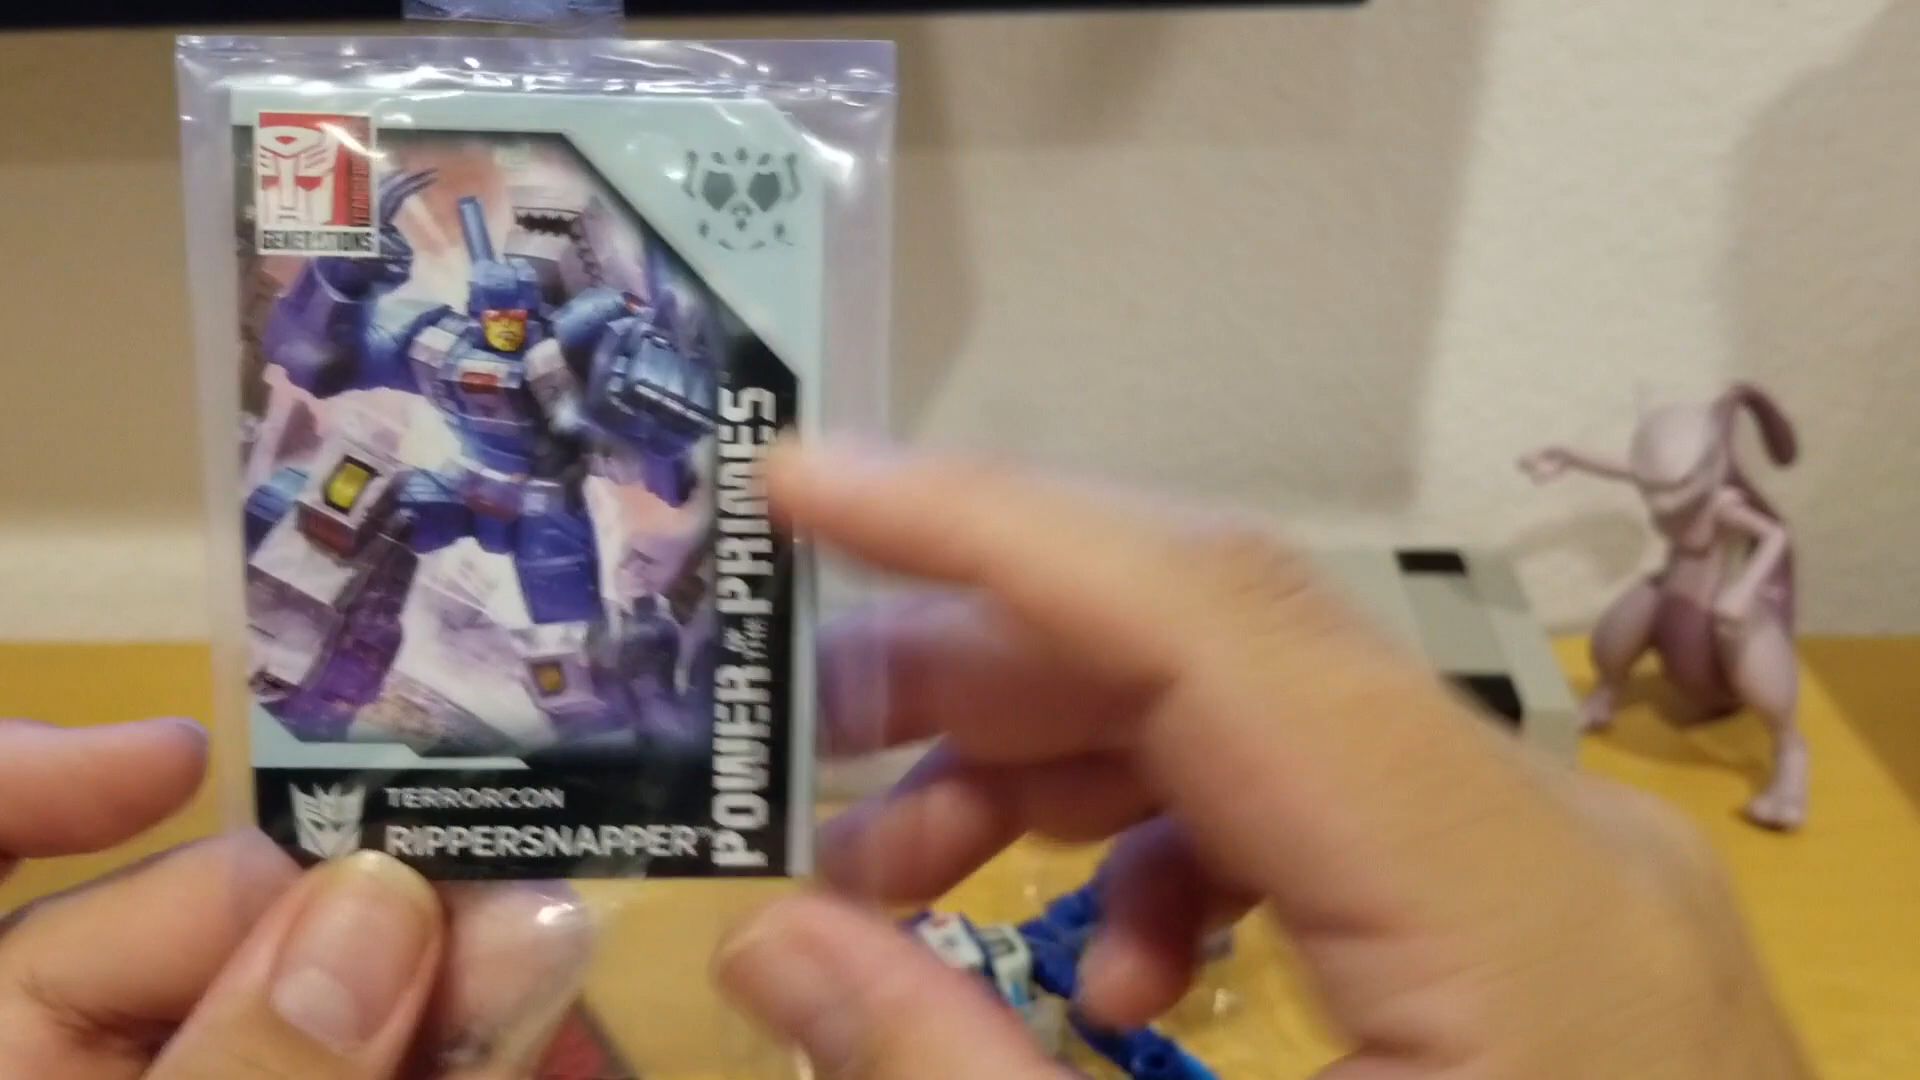 GENERATIONS
POWER OF THE PRIMES
TERRORCON
RIPPERSNAPPER™